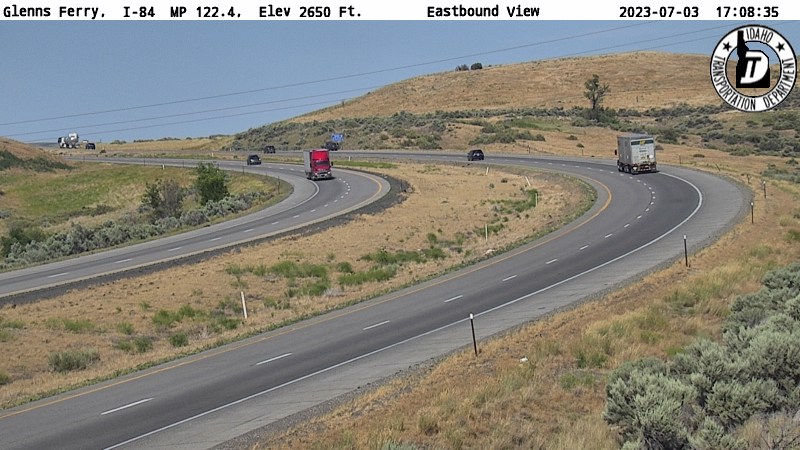 Glenns Ferry, I-84 MP 122.4, Elev 2650 Ft. Eastbound View 2023-07-03 17:08:35
IDAHO
TRANSPORTATION DEPARTMENT